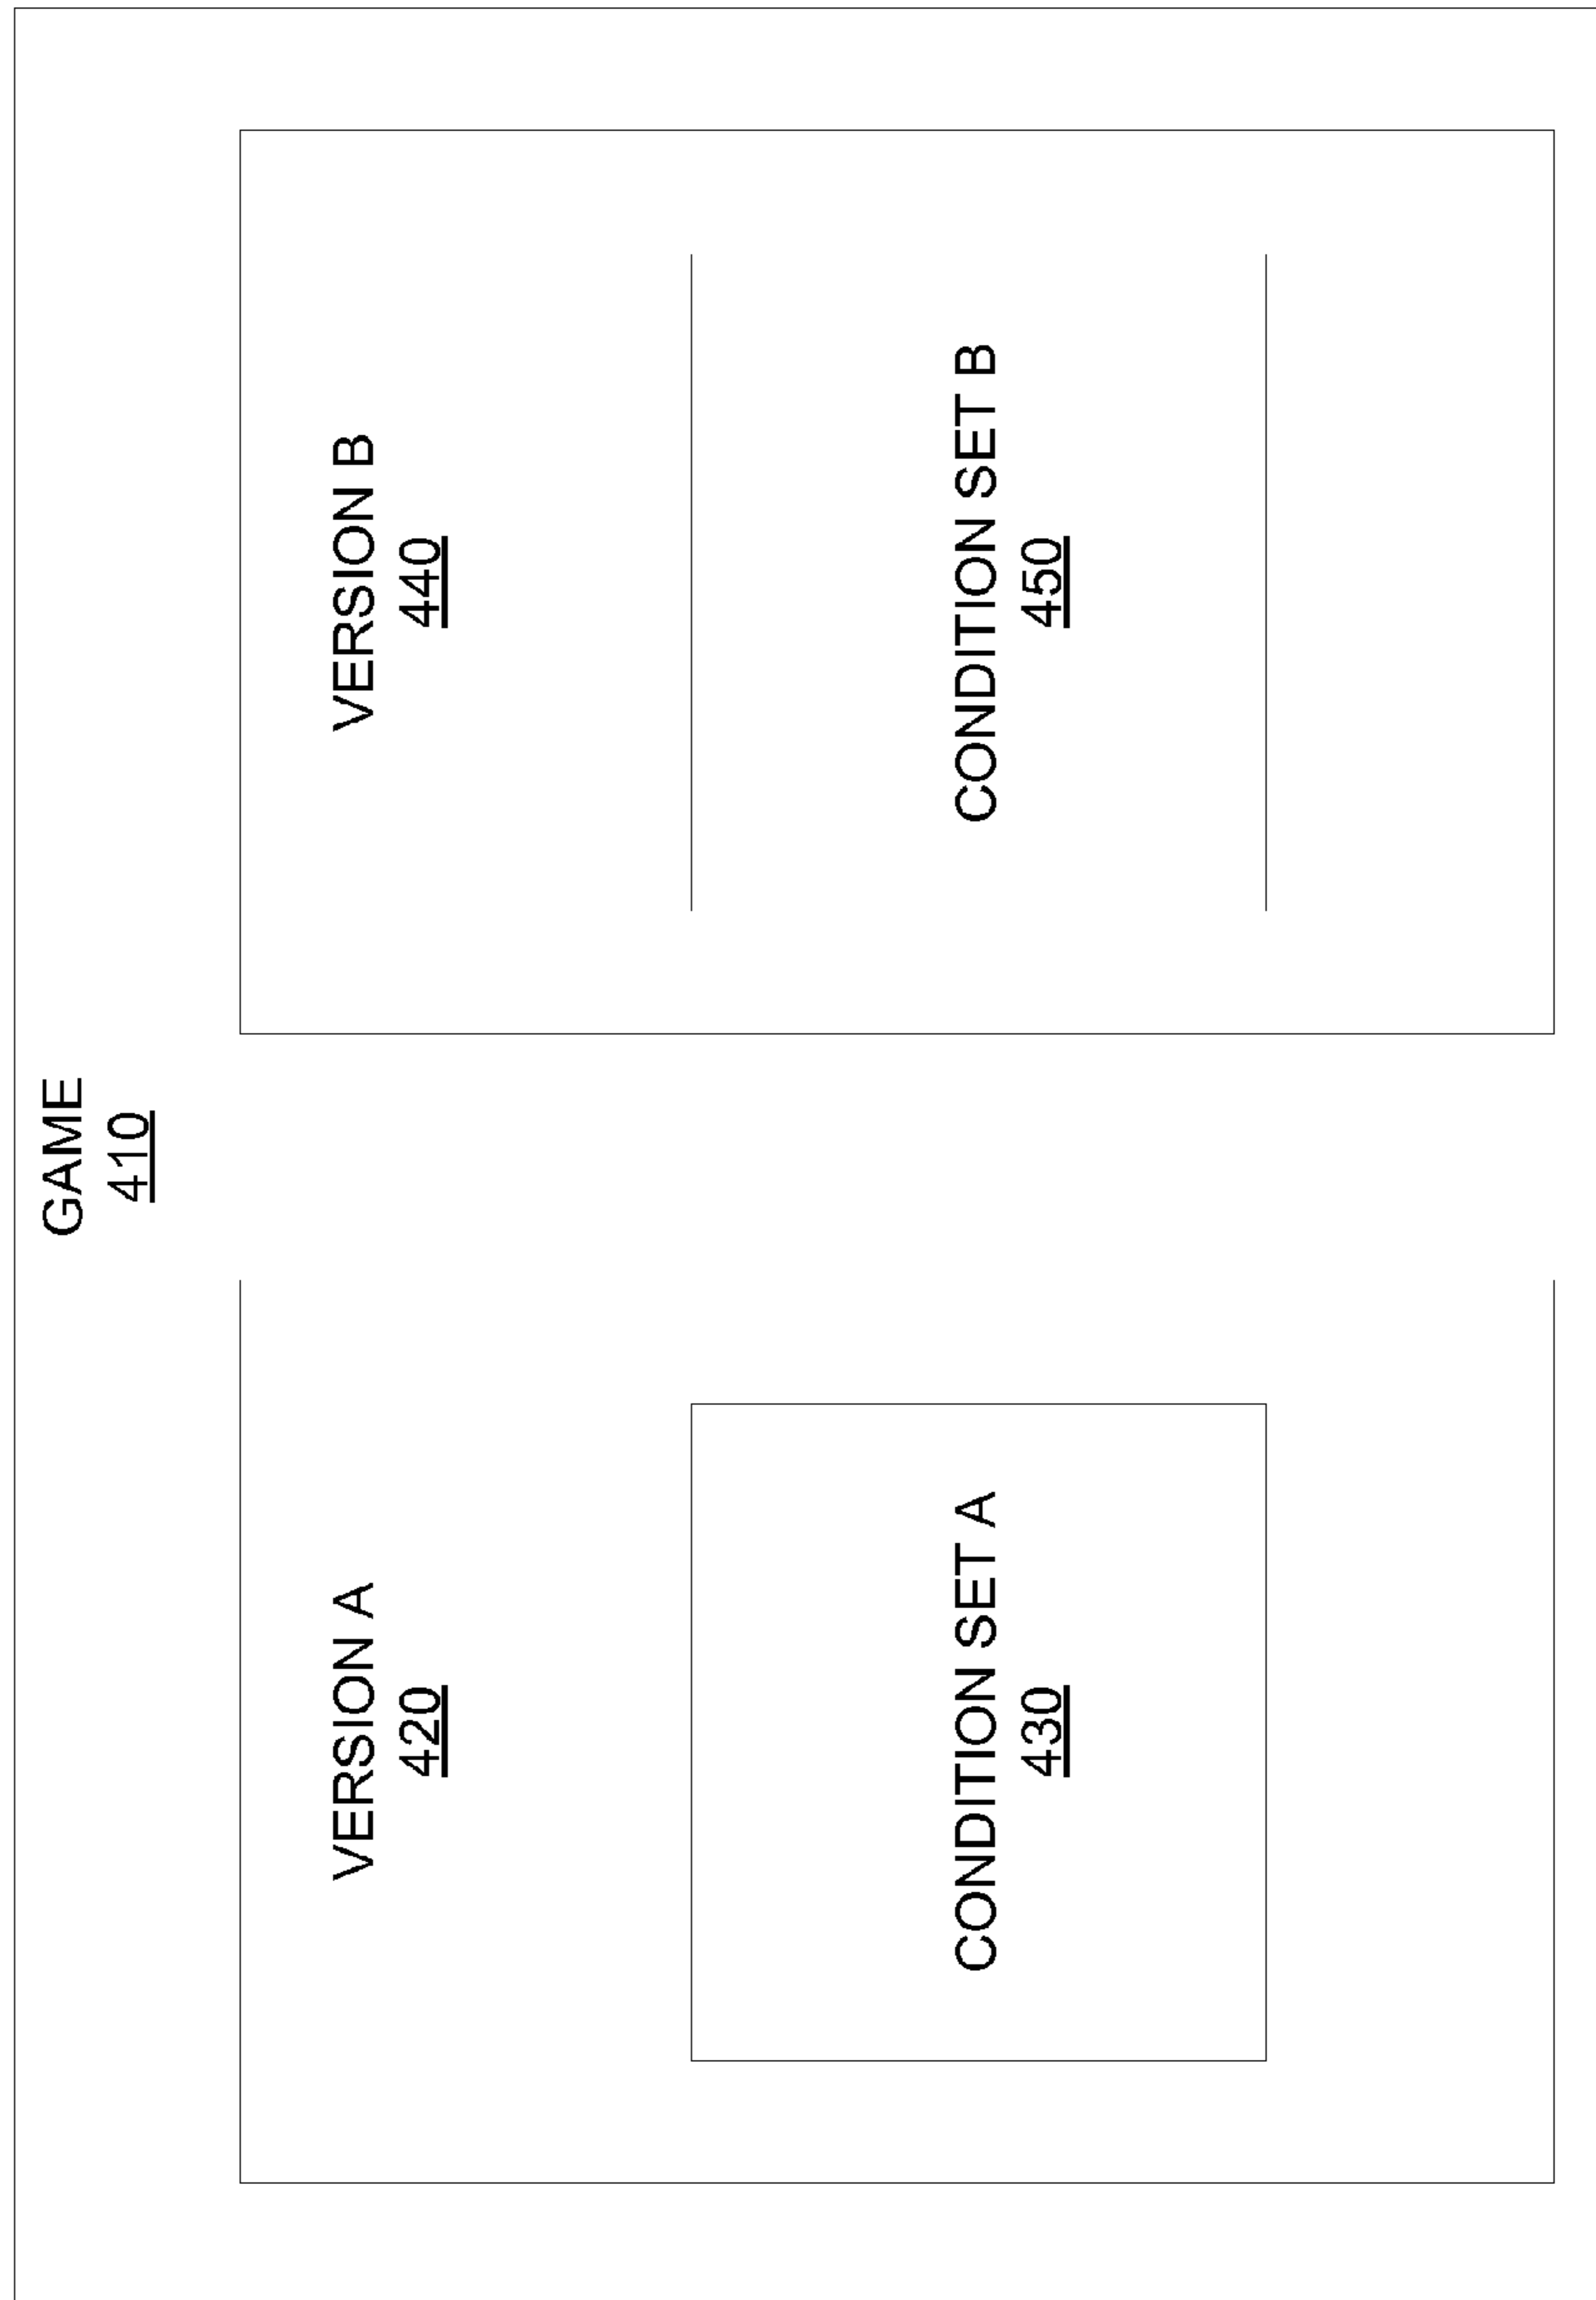 GAME
410
VERSION A
420
CONDITION SET A
430
VERSION B
440
CONDITION SET B
450